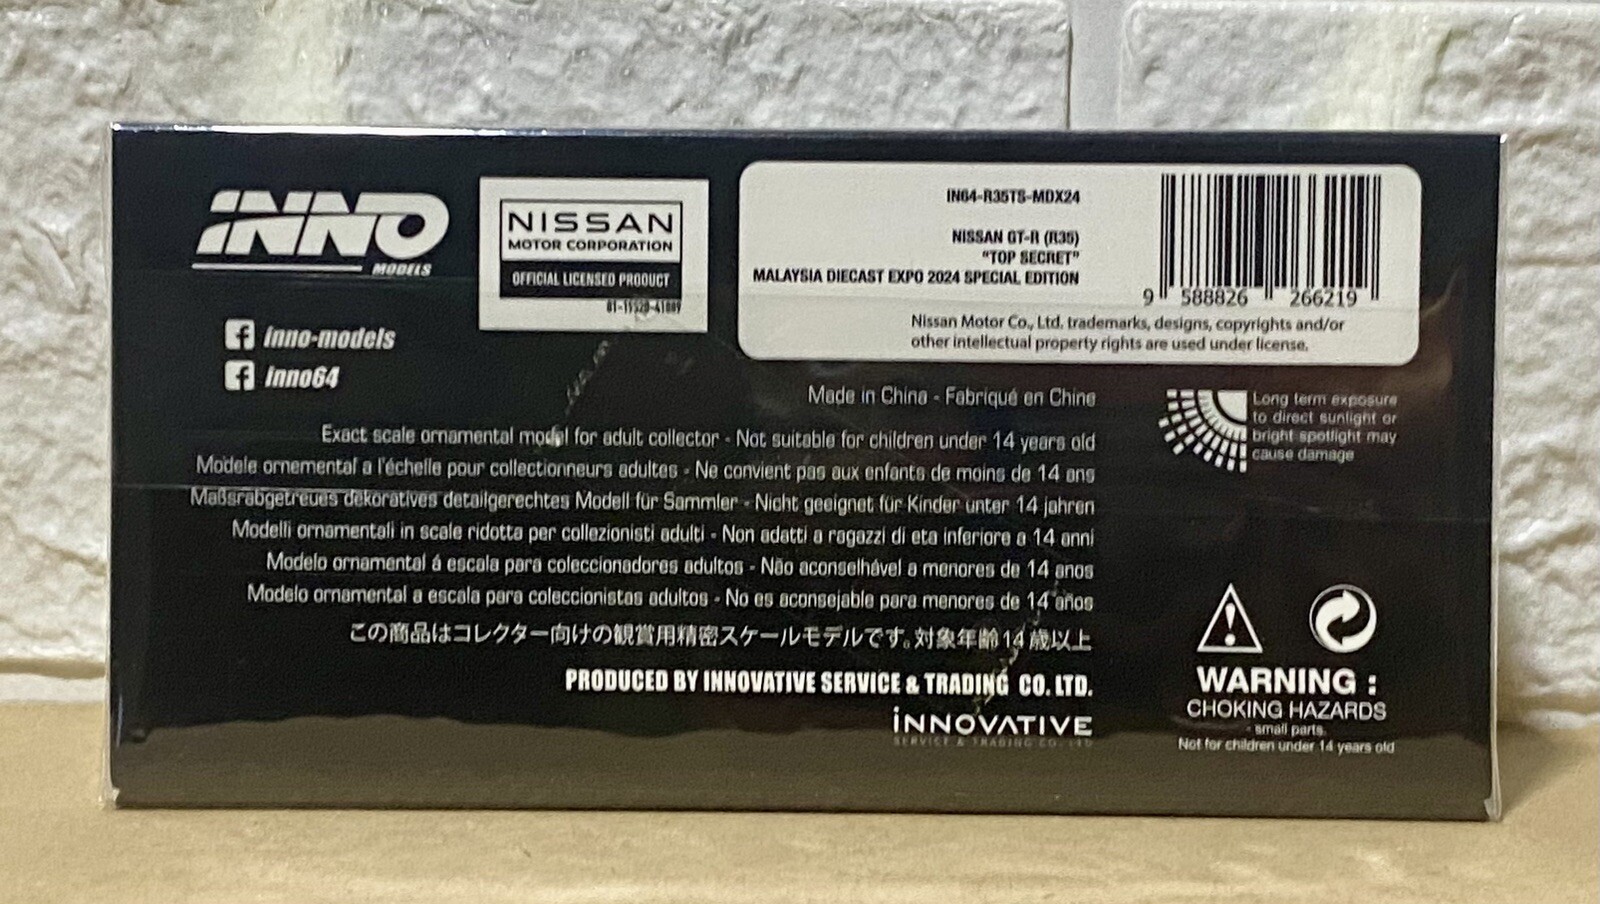 INNO
MODELS
NISSAN
MOTOR CORPORATION
OFFICIAL LICENSED PRODUCT
IN64-R35TS-MDX24
NISSAN GT-R (R35)
"TOP SECRET"
MALAYSIA DIECAST EXPO 2024 SPECIAL EDITION
9 588826 266219
Nissan Motor Co., Ltd. trademarks, designs, copyrights and/or
other intellectual property rights are used under license.
inno-models
inno64
Made in China - Fabriqué en Chine
Long term exposure
to direct sunlight or
bright spotlight may
cause damage
Exact scale ornamental model for adult collector - Not suitable for children under 14 years old
Modele ornemental a l'échelle pour collectionneurs adultes - Ne convient pas aux enfants de moins de 14 ans
Maßsrabgetreues dekoratives detailgerechtes Modell für Sammler - Nicht geeignet für Kinder unter 14 jahren
Modelli ornamentali in scale ridotta per collezionisti adulti - Non adatti a ragazzi di eta inferiore a 14 anni
Modelo ornamental á escala para coleccionadores adultos - Não aconselhável a menores de 14 anos
Modelo ornamental a escala para coleccionistas adultos - No es aconsejable para menores de 14 años
この商品はコレクター向けの観賞用精密スケールモデルです。対象年齢14歳以上
PRODUCED BY INNOVATIVE SERVICE & TRADING CO. LTD.
INNOVATIVE
SERVICE & TRADING CO. LTD
WARNING :
CHOKING HAZARDS
- small parts.
Not for children under 14 years old